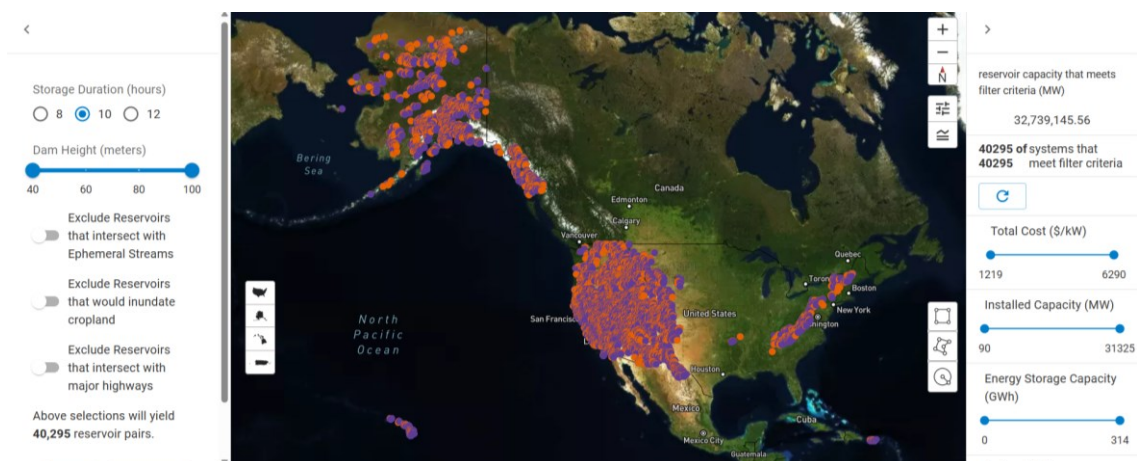 Storage Duration (hours)
8 10 12
Dam Height (meters)
40 60 80 100
Exclude Reservoirs
that intersect with
Ephemeral Streams
Exclude Reservoirs
that would inundate
cropland
Exclude Reservoirs
that intersect with
major highways
Above selections will yield
40,295 reservoir pairs.
Bering
Sea
Canada
Edmonton
Calgary
Vancouver
Quebec
Toron
Boston
New York
hington
United States
San Francisc
L
North
Pacific
Ocean
Houston
Mexico
Mexico City
Cuba
Guatemala
N
reservoir capacity that meets
filter criteria (MW)
32,739,145.56
40295 of systems that
40295 meet filter criteria
Total Cost ($/kW)
1219 6290
Installed Capacity (MW)
90 31325
Energy Storage Capacity
(GWh)
0 314